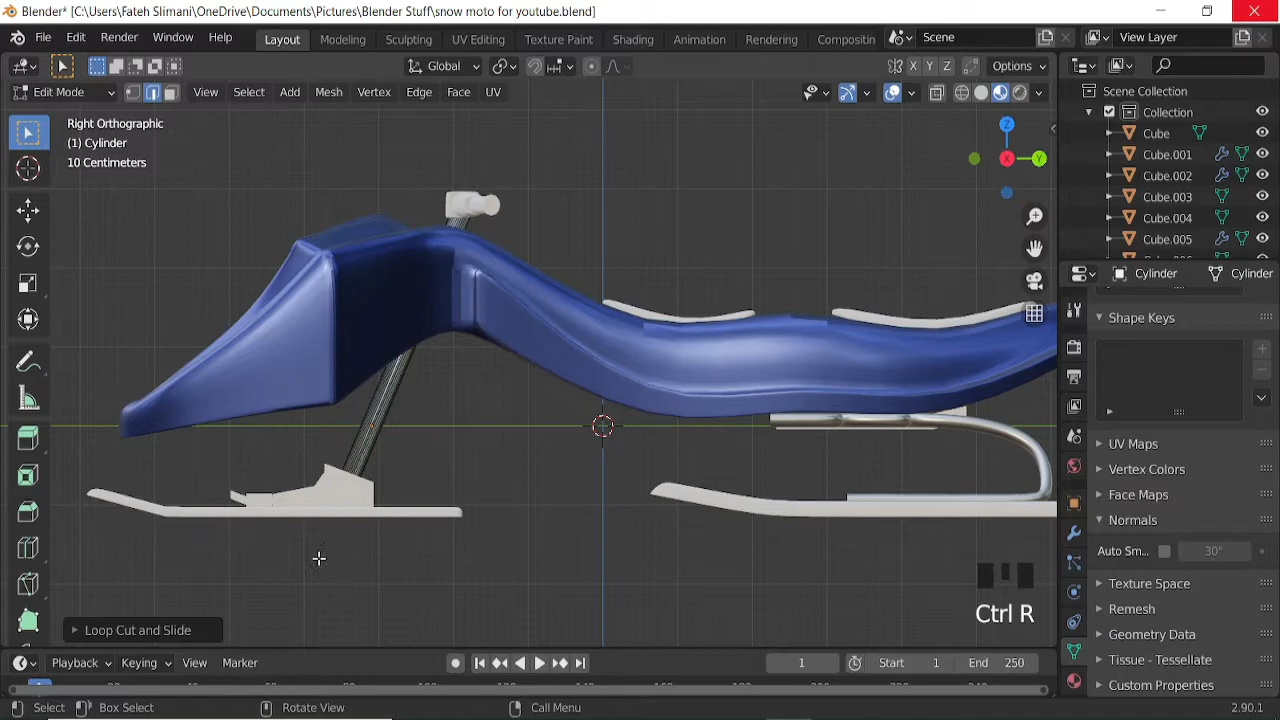 Blender* [C:\Users\Fateh Slimani\OneDrive\Documents\Pictures\Blender Stuff\snow moto for youtube.blend]
File Edit Render Window Help Layout Modeling Sculpting UV Editing Texture Paint Shading Animation Rendering Compositin Scene View Layer
Global X Y Z Options
Edit Mode View Select Add Mesh Vertex Edge Face UV
Right Orthographic
(1) Cylinder
10 Centimeters
Z
X
Y
Scene Collection
Collection
Cube
Cube.001
Cube.002
Cube.003
Cube.004
Cube.005
Cylinder Cylinder
Shape Keys
UV Maps
Vertex Colors
Face Maps
Normals
Auto Sm... 30°
Texture Space
Remesh
Geometry Data
Tissue - Tessellate
Custom Properties
Ctrl R
Loop Cut and Slide
Playback Keying View Marker 1 Start 1 End 250
Select Box Select Rotate View Call Menu 2.90.1